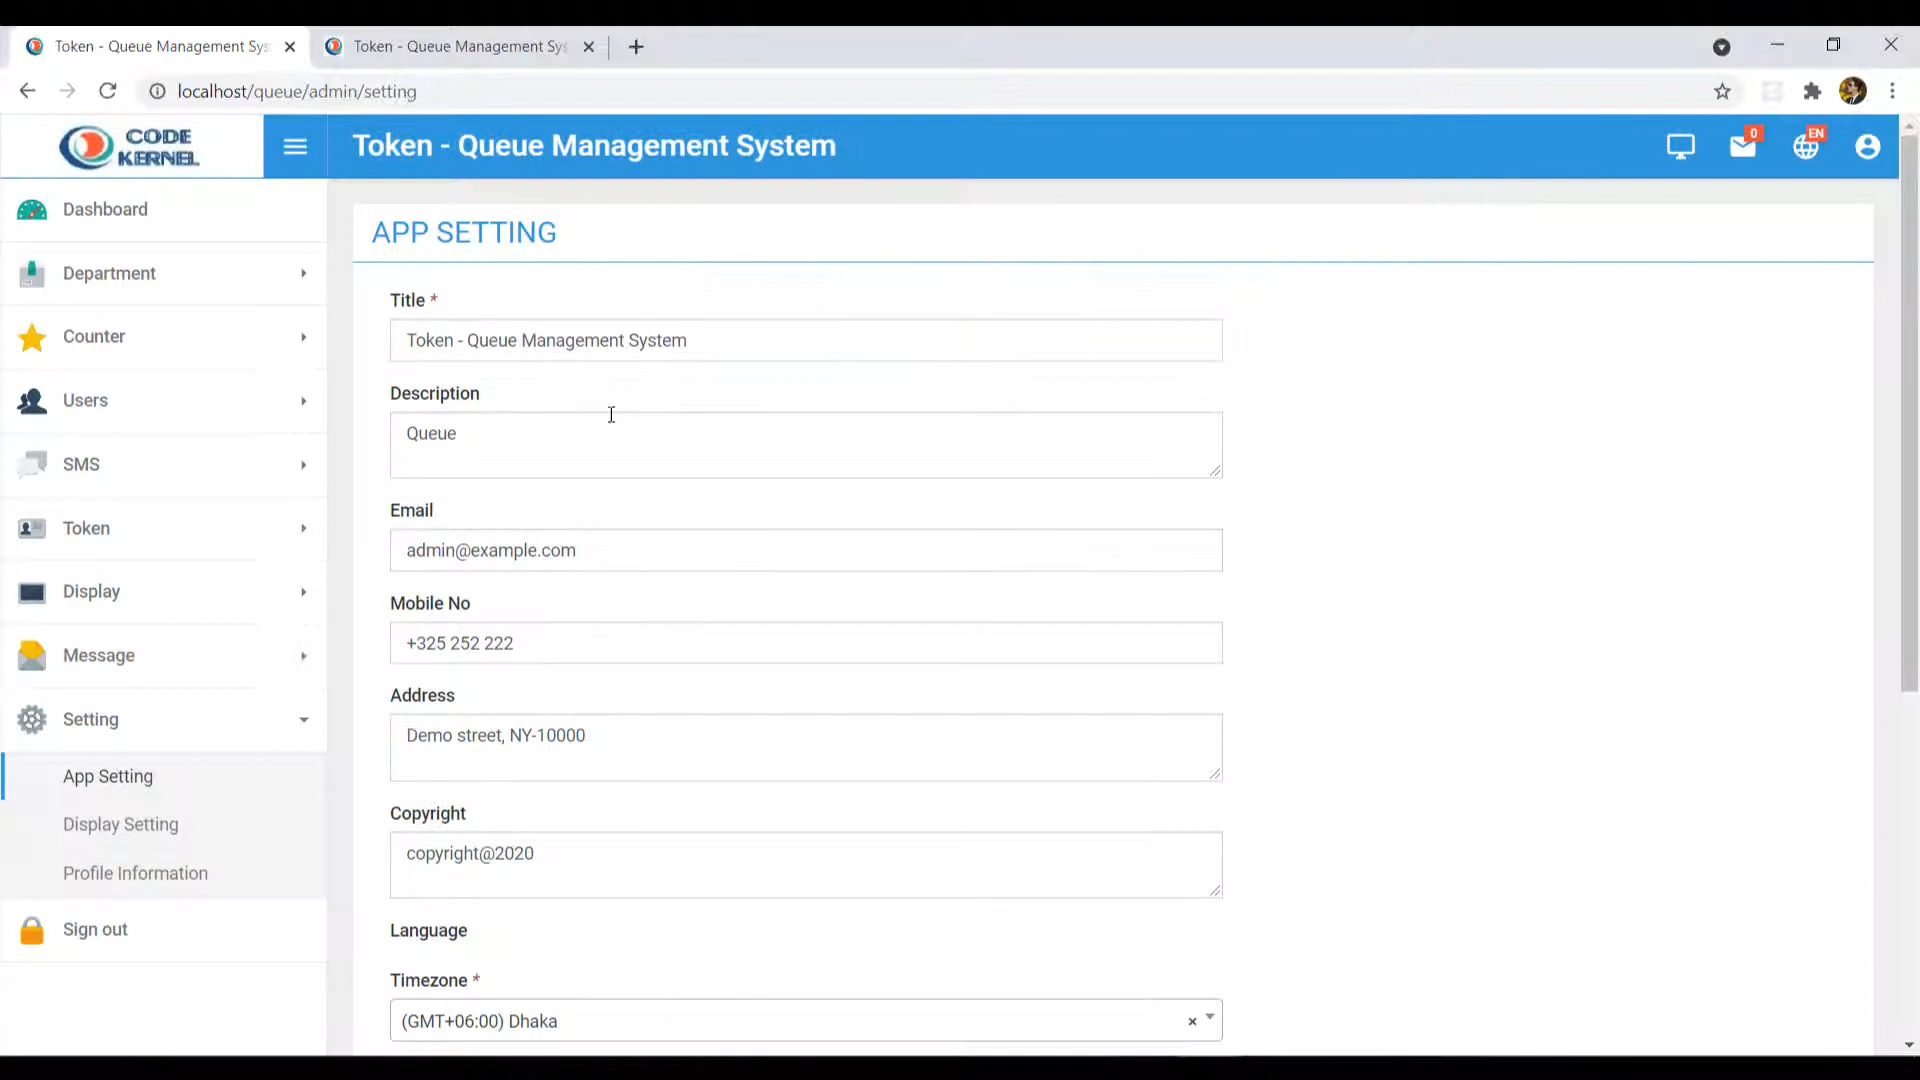 Token - Queue Management Sys
Token - Queue Management Sys
localhost/queue/admin/setting
CODE
KERNEL
Token - Queue Management System
0
EN
Dashboard
Department
Counter
Users
SMS
Token
Display
Message
Setting
App Setting
Display Setting
Profile Information
Sign out
APP SETTING
Title *
Token - Queue Management System
Description
Queue
Email
admin@example.com
Mobile No
+325 252 222
Address
Demo street, NY-10000
Copyright
copyright@2020
Language
Timezone *
(GMT+06:00) Dhaka